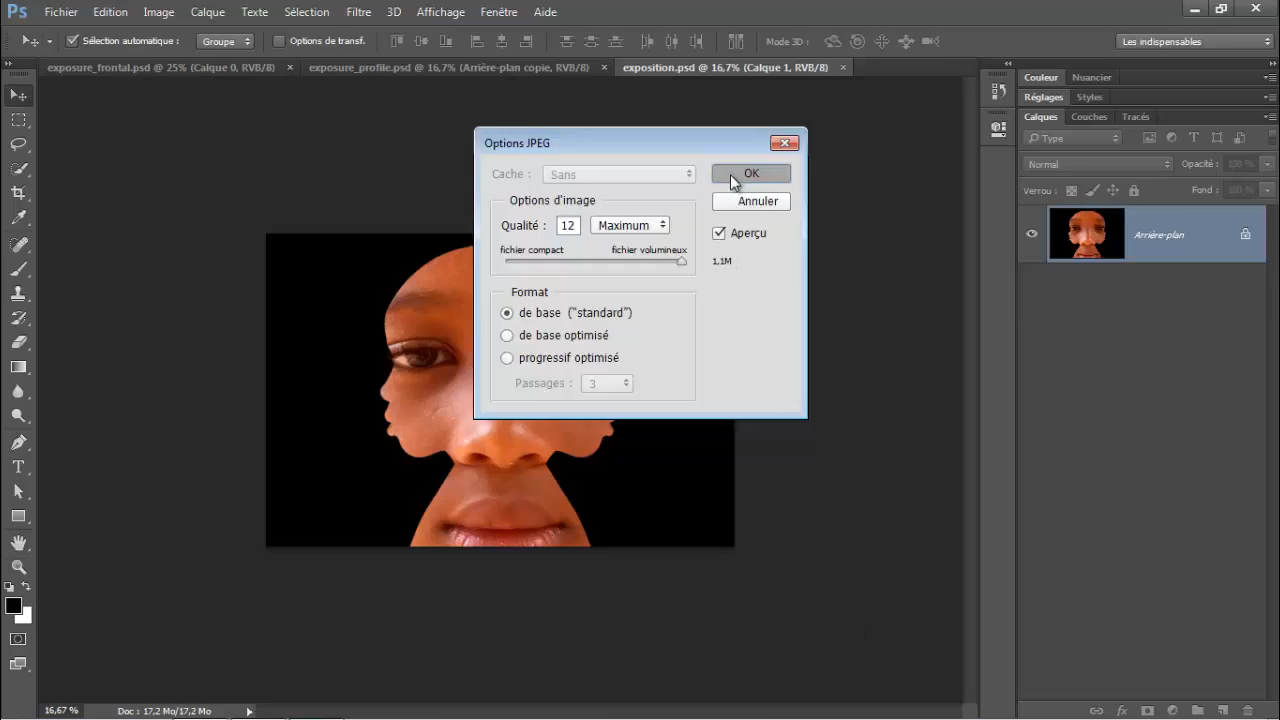 Ps Fichier Edition Image Calque Texte Sélection Filtre 3D Affichage Fenêtre Aide
Sélection automatique : Groupe Options de transf. Mode 3D : Les indispensables
exposure_frontal.psd @ 25% (Calque 0, RVB/8) × exposure_profile.psd @ 16,7% (Arrière-plan copie, RVB/8) × exposition.psd @ 16,7% (Calque 1, RVB/8) ×
Couleur Nuancier
Réglages Styles
Calques Couches Tracés
Type
Normal Opacité : 100 %
Verrou : Fond : 100 %
Arrière-plan
Options JPEG
Cache : Sans
OK
Options d'image
Annuler
Qualité : 12 Maximum
Aperçu
fichier compact fichier volumineux
1,1M
Format
de base ("standard")
de base optimisé
progressif optimisé
Passages : 3
16,67 % Doc : 17,2 Mo/17,2 Mo